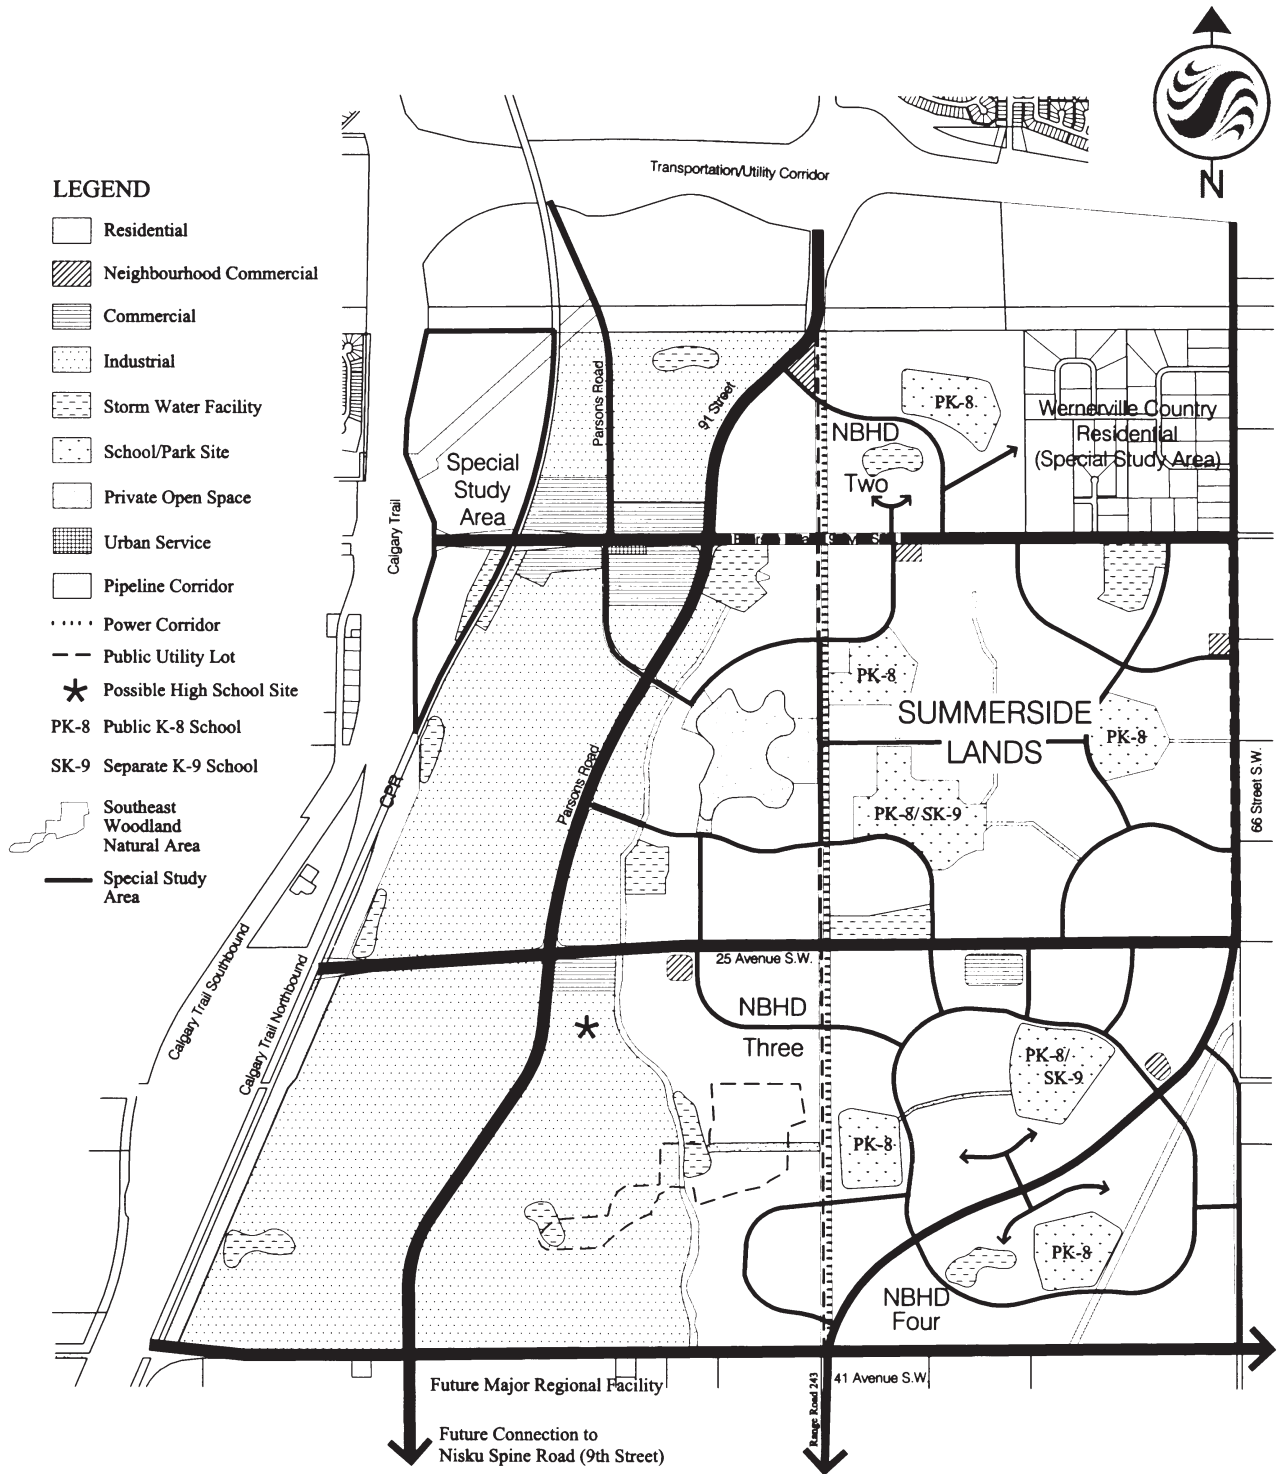 N
Transportation/Utility Corridor
LEGEND
Residential
Neighbourhood Commercial
Commercial
Industrial
Storm Water Facility
School/Park Site
Private Open Space
Urban Service
Pipeline Corridor
Power Corridor
Public Utility Lot
Possible High School Site
PK-8 Public K-8 School
SK-9 Separate K-9 School
Southeast
Woodland
Natural Area
Special Study
Area
Parsons Road
91 Street
PK-8
NBHD
Two
Wernerville Country
Residential
(Special Study Area)
Special
Study
Area
Calgary Trail
PK-8
SUMMERSIDE
LANDS
PK-8
PK-8/SK-9
66 Street S.W.
CPR
Parsons Road
Calgary Trail Southbound
Calgary Trail Northbound
25 Avenue S.W.
NBHD
Three
PK-8/
SK-9
PK-8
PK-8
NBHD
Four
Future Major Regional Facility
41 Avenue S.W.
Range Road 243
Future Connection to
Nisku Spine Road (9th Street)